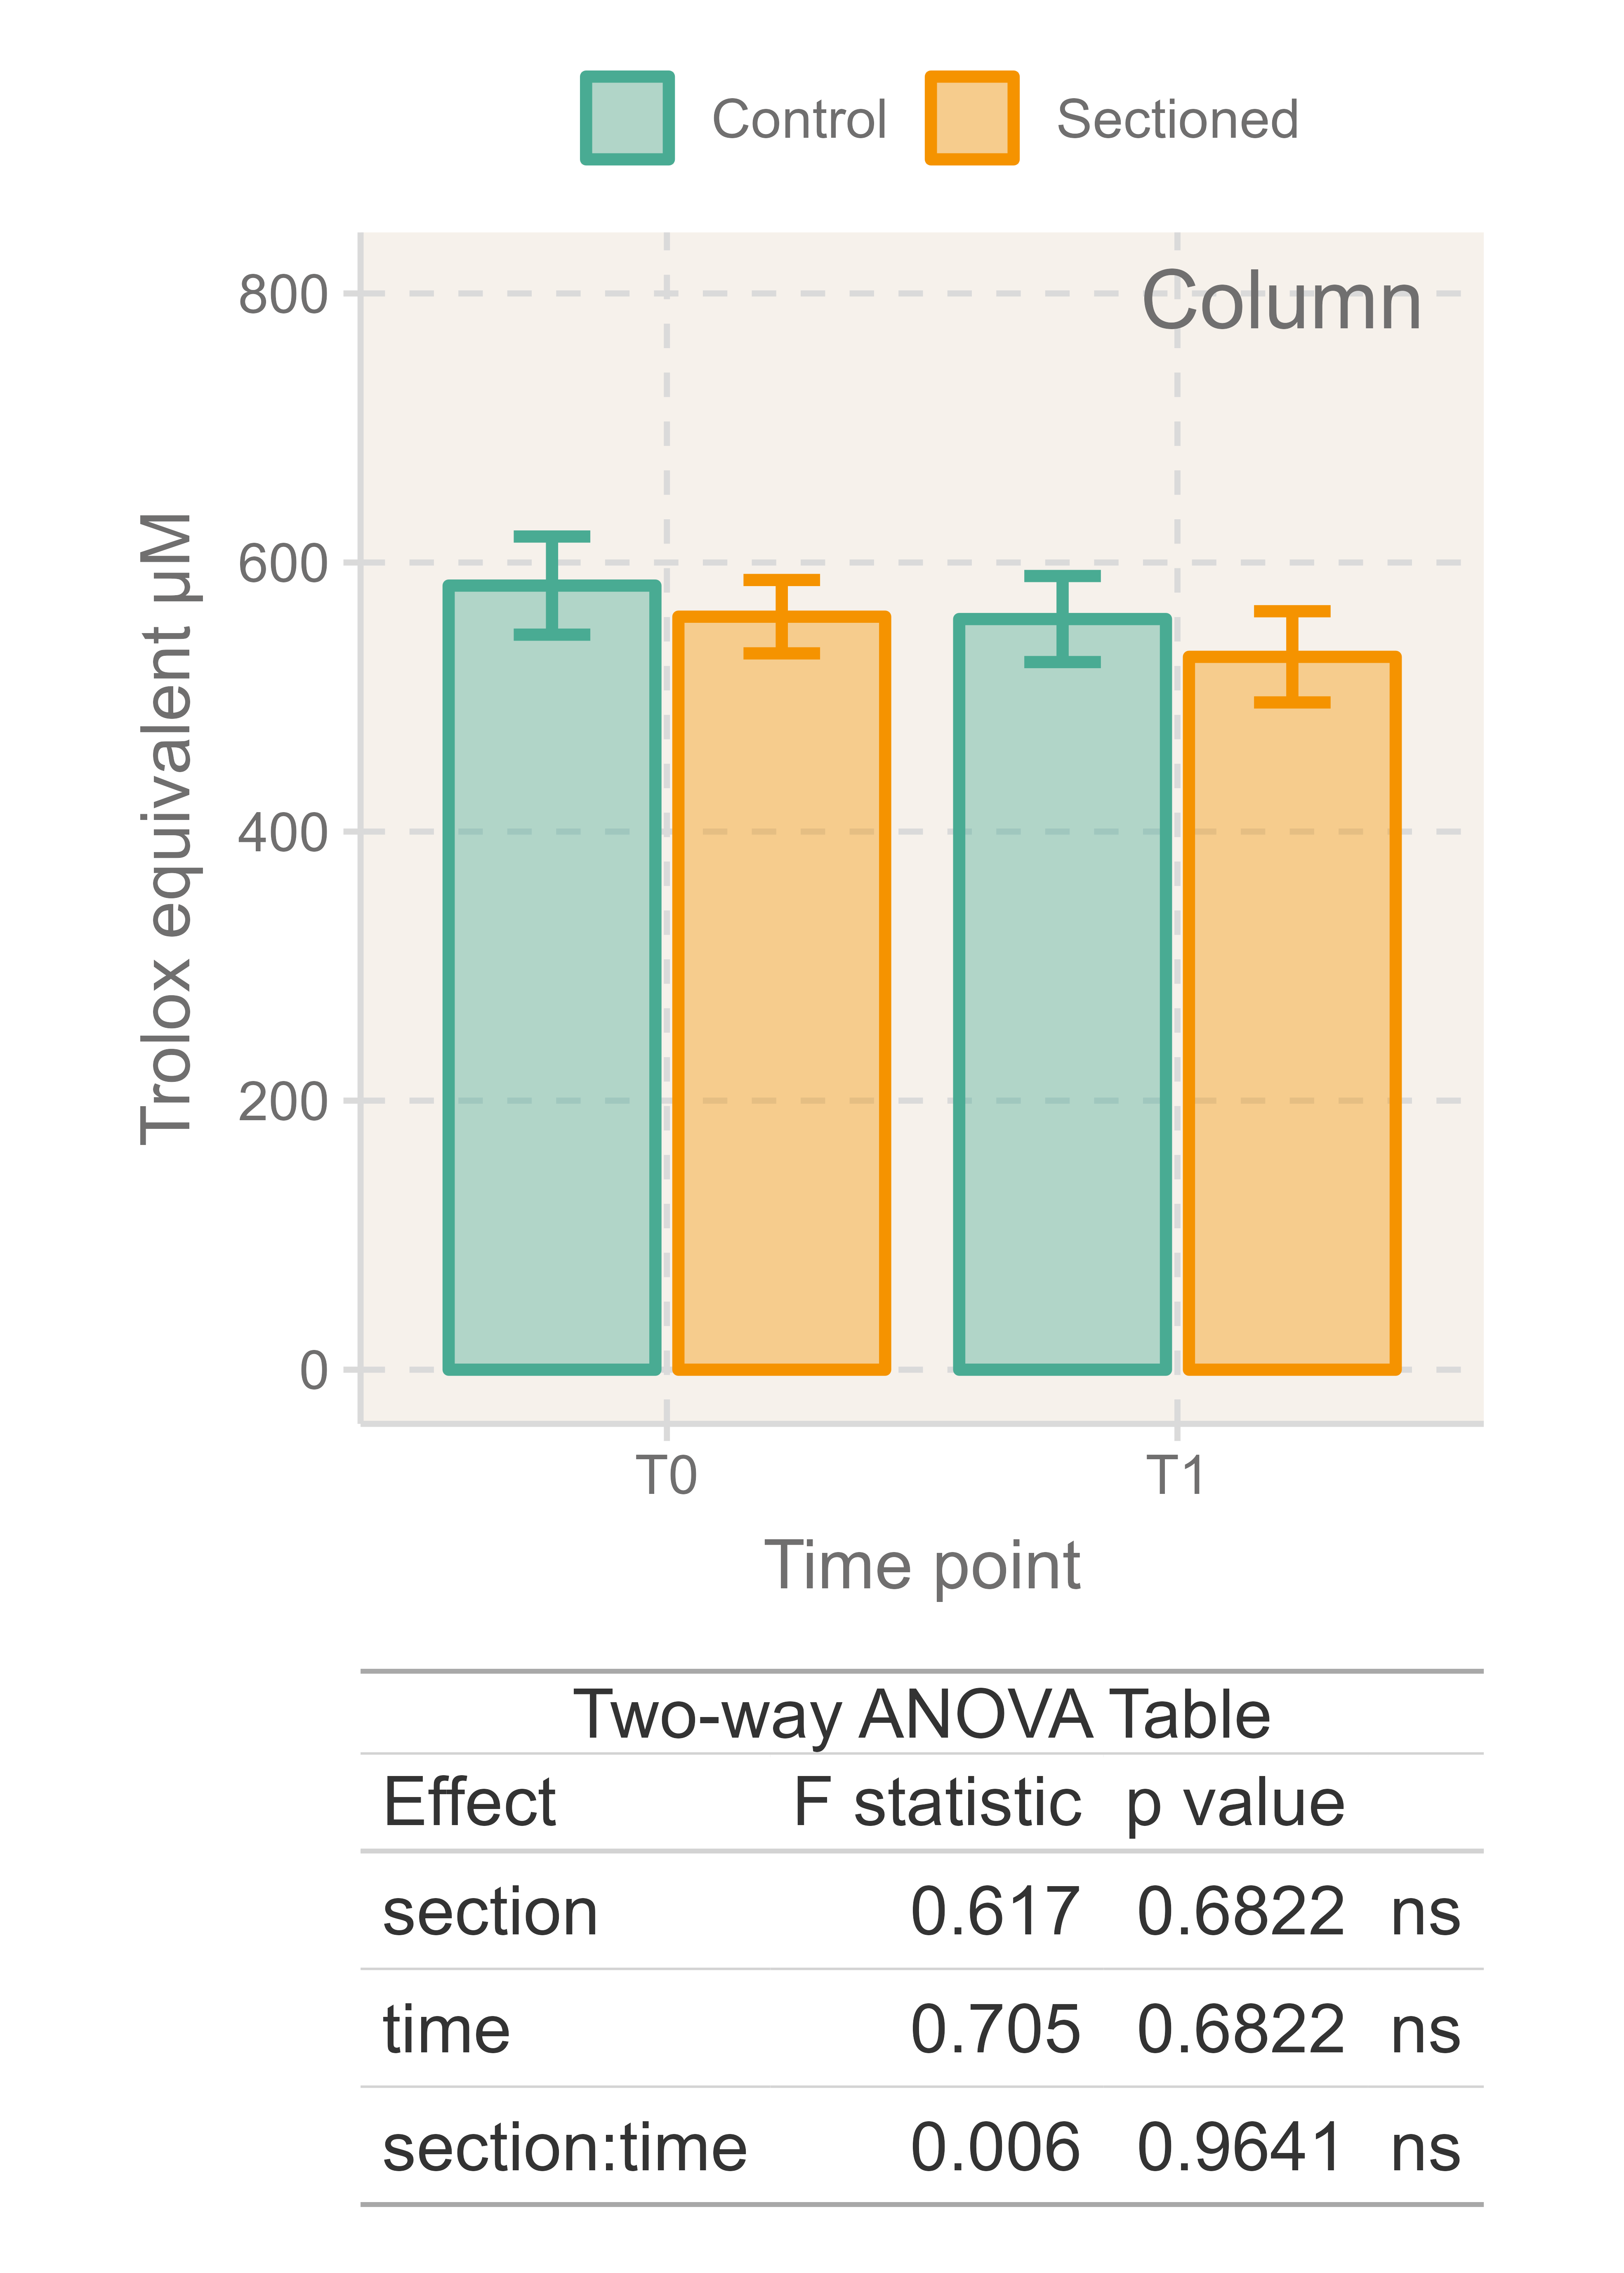 Control Sectioned
Column
800
600
400
200
0
Trolox equivalent µM
T0 T1
Time point
Two-way ANOVA Table
Effect F statistic p value
section 0.617 0.6822 ns
time 0.705 0.6822 ns
section:time 0.006 0.9641 ns